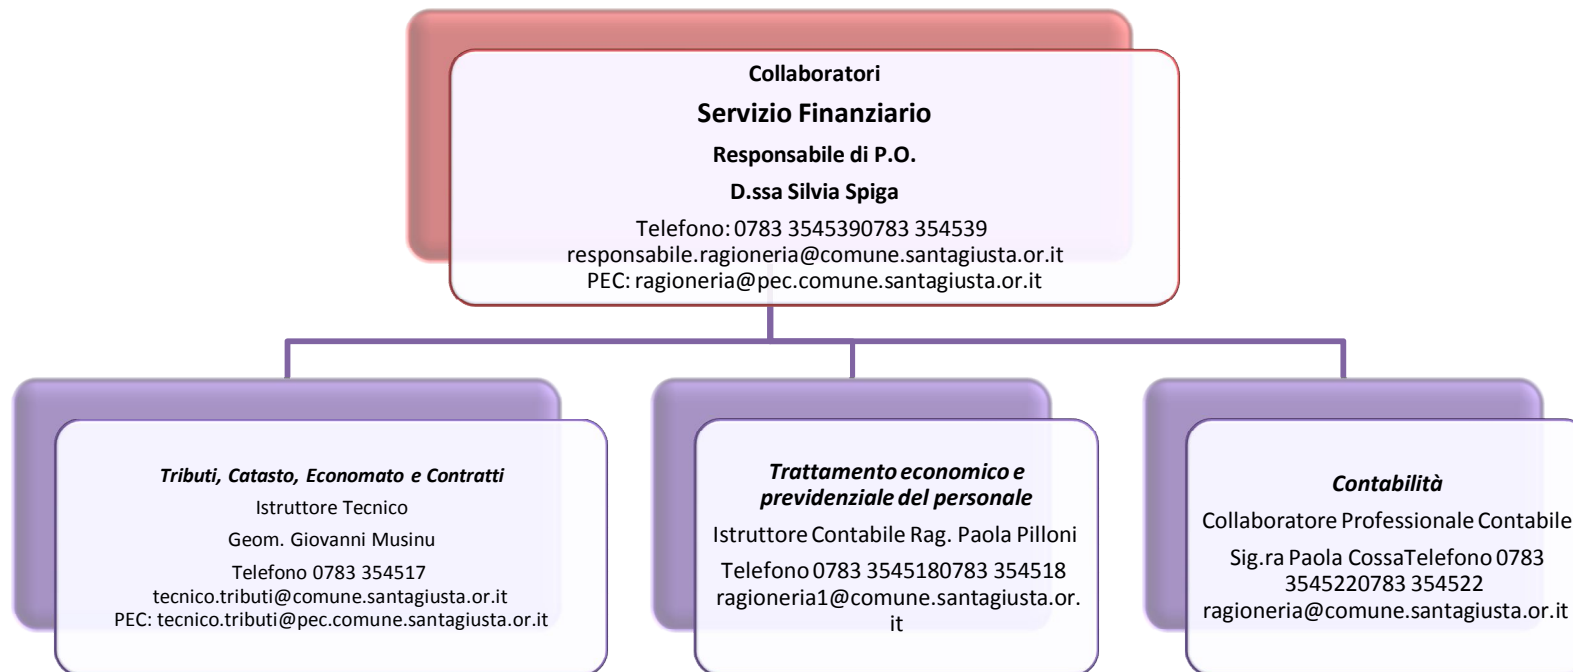 Collaboratori
Servizio Finanziario
Responsabile di P.O.
D.ssa Silvia Spiga
Telefono: 0783 3545390783 354539
responsabile.ragioneria@comune.santagiusta.or.it
PEC: ragioneria@pec.comune.santagiusta.or.it
Tributi, Catasto, Economato e Contratti
Istruttore Tecnico
Geom. Giovanni Musinu
Telefono 0783 354517
tecnico.tributi@comune.santagiusta.or.it
PEC: tecnico.tributi@pec.comune.santagiusta.or.it
Trattamento economico e
previdenziale del personale
Istruttore Contabile Rag. Paola Pilloni
Telefono 0783 3545180783 354518
ragioneria1@comune.santagiusta.or.
it
Contabilità
Collaboratore Professionale Contabile
Sig.ra Paola CossaTelefono 0783
3545220783 354522
ragioneria@comune.santagiusta.or.it